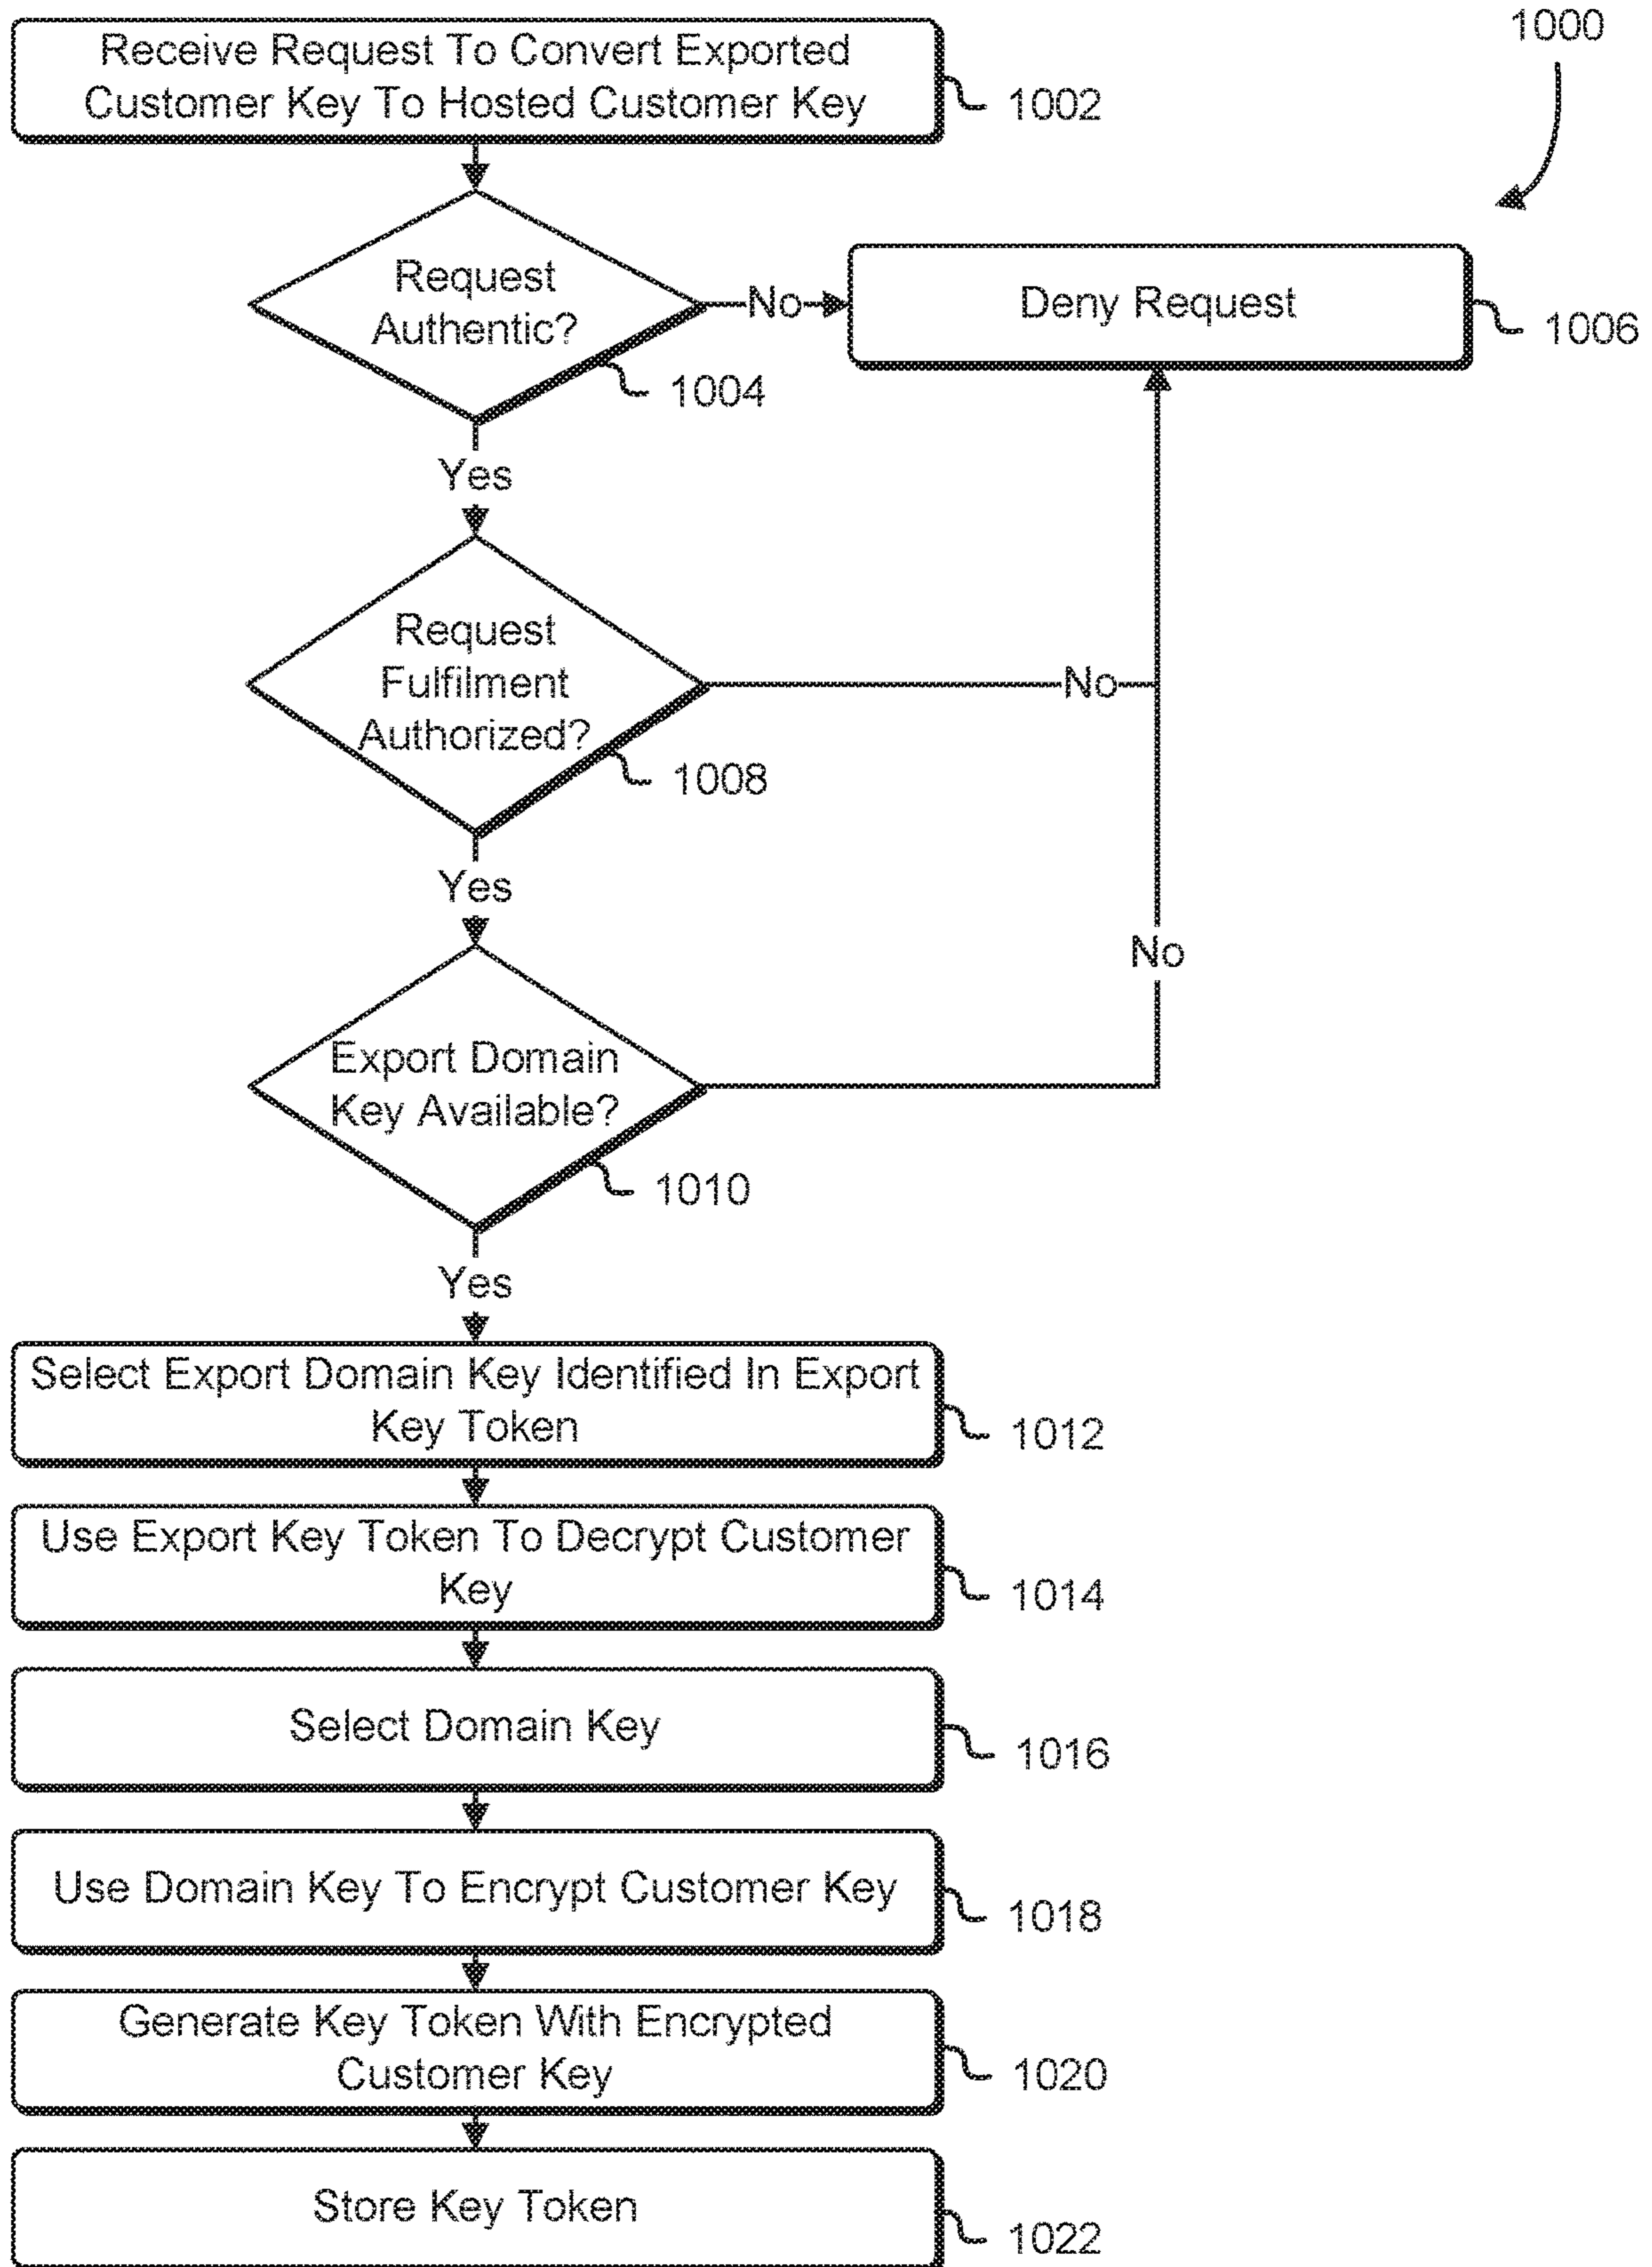 1000
Receive Request To Convert Exported
Customer Key To Hosted Customer Key
1002
Request
Authentic?
1004
No
Deny Request
1006
Yes
Request
Fulfilment
Authorized?
1008
No
Yes
No
Export Domain
Key Available?
1010
Yes
Select Export Domain Key Identified In Export
Key Token
1012
Use Export Key Token To Decrypt Customer
Key
1014
Select Domain Key
1016
Use Domain Key To Encrypt Customer Key
1018
Generate Key Token With Encrypted
Customer Key
1020
Store Key Token
1022